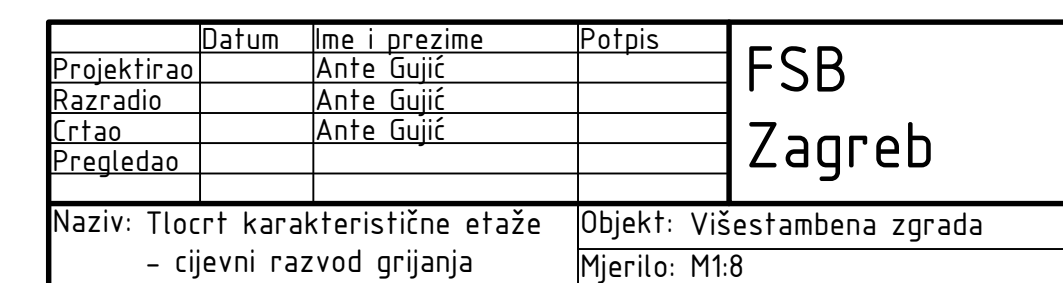 Datum Ime i prezime Potpis
Projektirao Ante Gujić
Razradio Ante Gujić
Crtao Ante Gujić
Pregledao
FSB
Zagreb
Naziv: Tlocrt karakteristične etaže
- cijevni razvod grijanja
Objekt: Višestambena zgrada
Mjerilo: M1:8